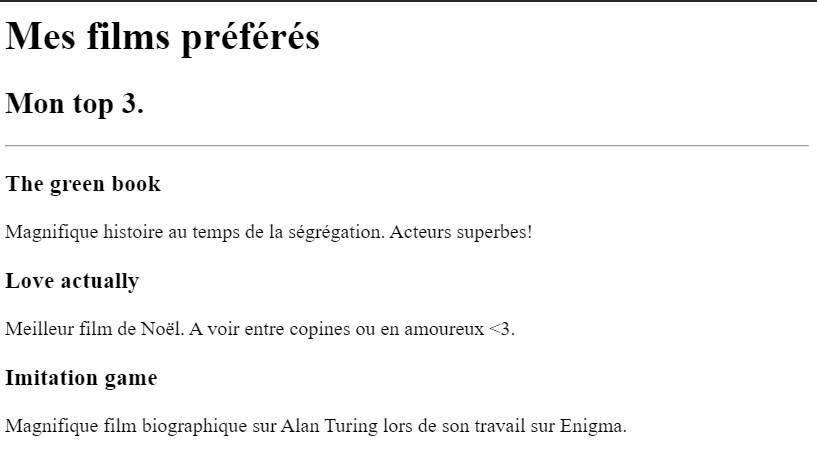 Mes films préférés
Mon top 3.
The green book
Magnifique histoire au temps de la ségrégation. Acteurs superbes!
Love actually
Meilleur film de Noël. A voir entre copines ou en amoureux <3.
Imitation game
Magnifique film biographique sur Alan Turing lors de son travail sur Enigma.